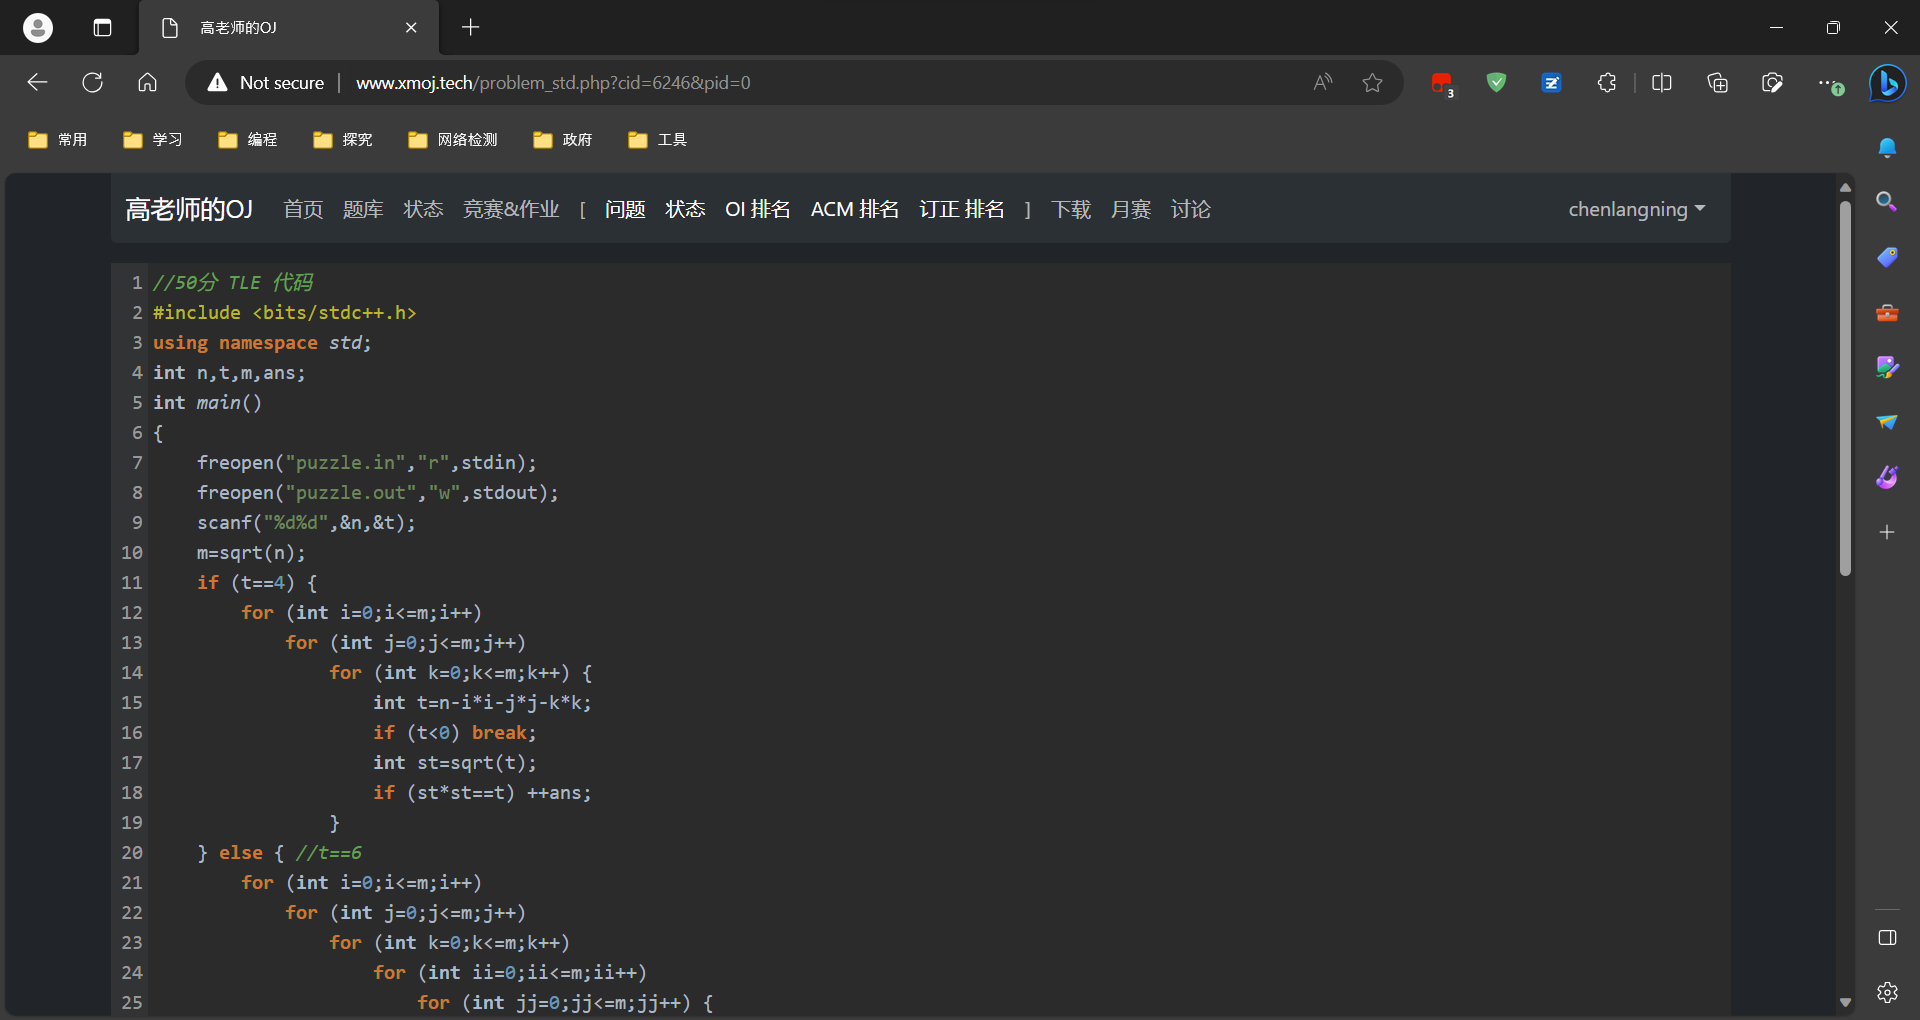 高老师的OJ
Not secure
www.xmoj.tech/problem_std.php?cid=6246&pid=0
3
常用 学习 编程 探究 网络检测 政府 工具
高老师的OJ 首页 题库 状态 竞赛&作业 [ 问题 状态 OI 排名 ACM 排名 订正 排名 ] 下载 月赛 讨论 chenlangning
1 //50分 TLE 代码
2 #include <bits/stdc++.h>
3 using namespace std;
4 int n,t,m,ans;
5 int main()
6 {
7     freopen("puzzle.in","r",stdin);
8     freopen("puzzle.out","w",stdout);
9     scanf("%d%d",&n,&t);
10     m=sqrt(n);
11     if (t==4) {
12         for (int i=0;i<=m;i++)
13             for (int j=0;j<=m;j++)
14                 for (int k=0;k<=m;k++) {
15                     int t=n-i*i-j*j-k*k;
16                     if (t<0) break;
17                     int st=sqrt(t);
18                     if (st*st==t) ++ans;
19                 }
20     } else { //t==6
21         for (int i=0;i<=m;i++)
22             for (int j=0;j<=m;j++)
23                 for (int k=0;k<=m;k++)
24                     for (int ii=0;ii<=m;ii++)
25                         for (int jj=0;jj<=m;jj++) {